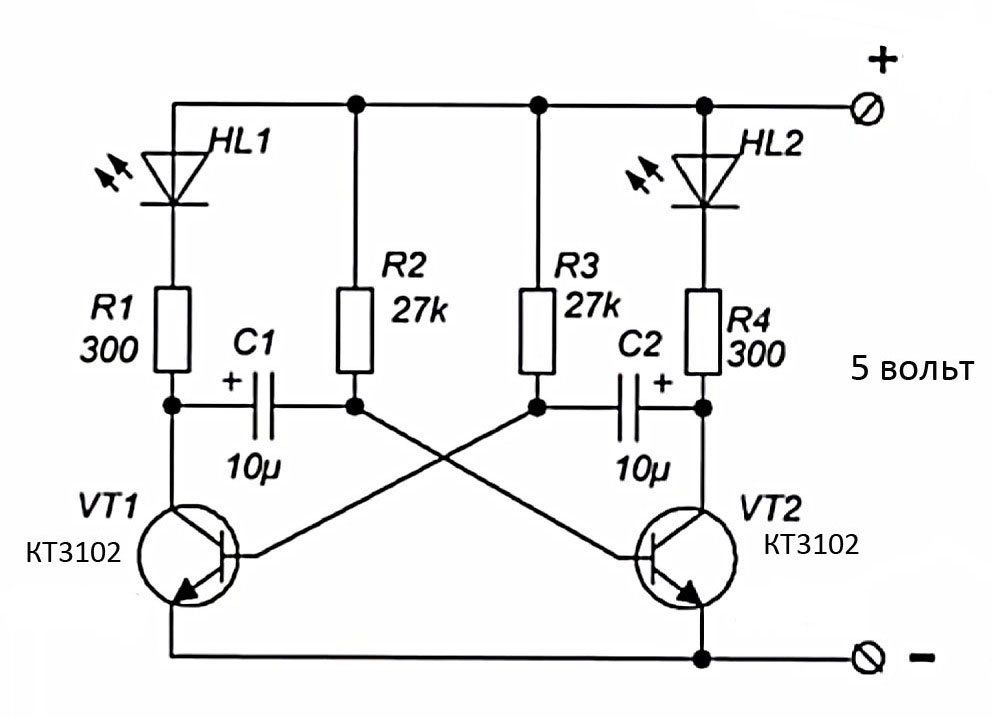 +
HL1
HL2
R2
27k
R3
27k
R1
300
C1
+
10µ
C2
+
10µ
R4
300
5 вольт
VT1
КТ3102
VT2
КТ3102
-